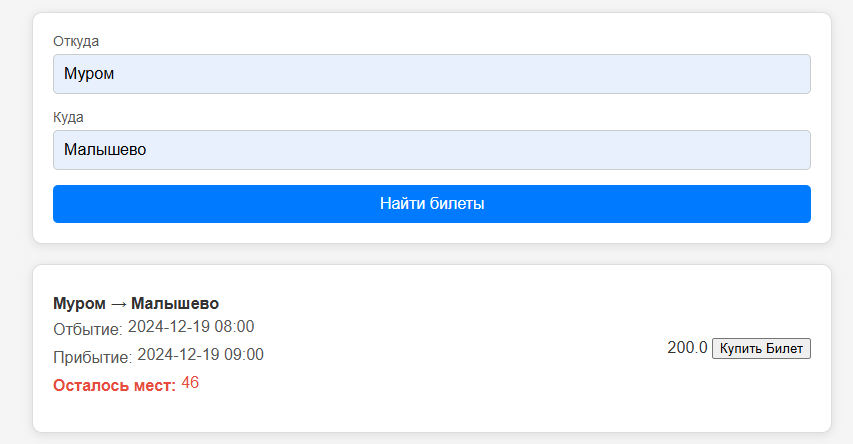 Откуда
Муром
Куда
Малышево
Найти билеты
Муром → Малышево
Отбытие: 2024-12-19 08:00
Прибытие: 2024-12-19 09:00
200.0 Купить Билет
Осталось мест: 46